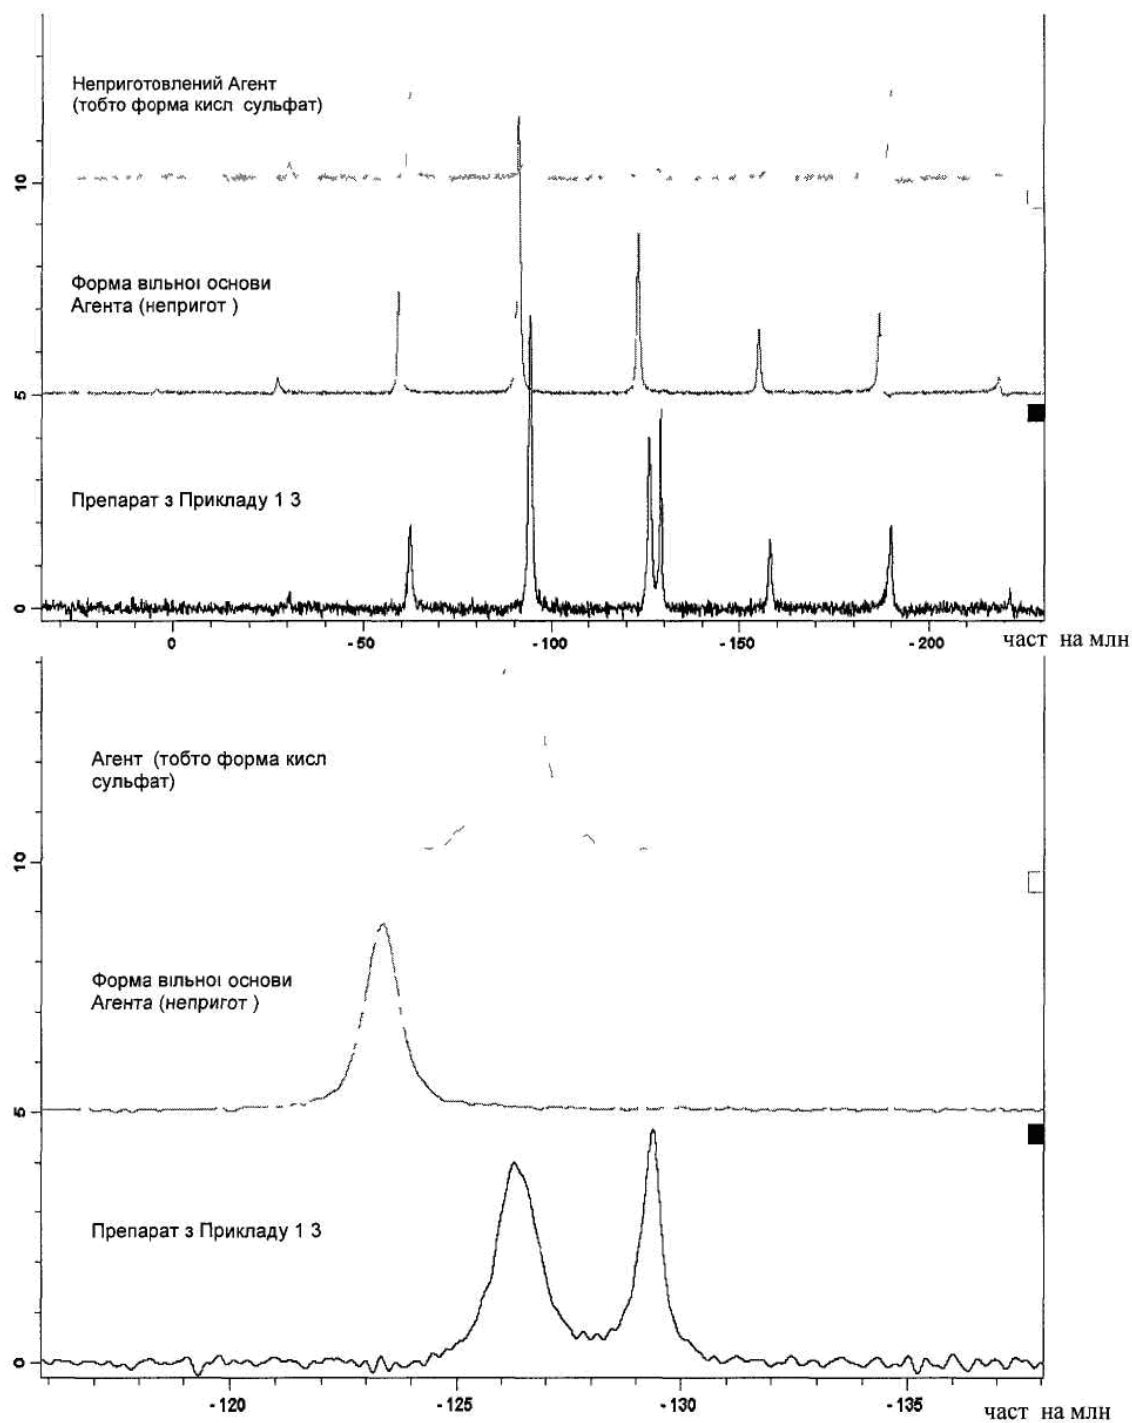 Неприготовлений Агент
(тобто форма кисл сульфат)
10
Форма вільної основи
Агента (непригот )
5
Препарат з Прикладу 1 3
0
0 -50 -100 -150 -200 част на млн
Агент (тобто форма кисл
сульфат)
10
Форма вільної основи
Агента (непригот )
5
Препарат з Прикладу 1 3
0
-120 -125 -130 -135 част на млн